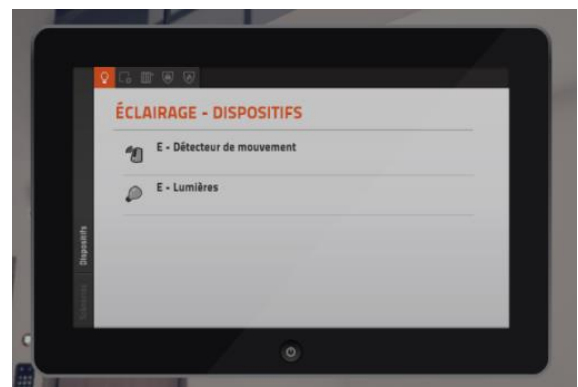 ÉCLAIRAGE - DISPOSITIFS
E - Détecteur de mouvement
E - Lumières
Dispositifs